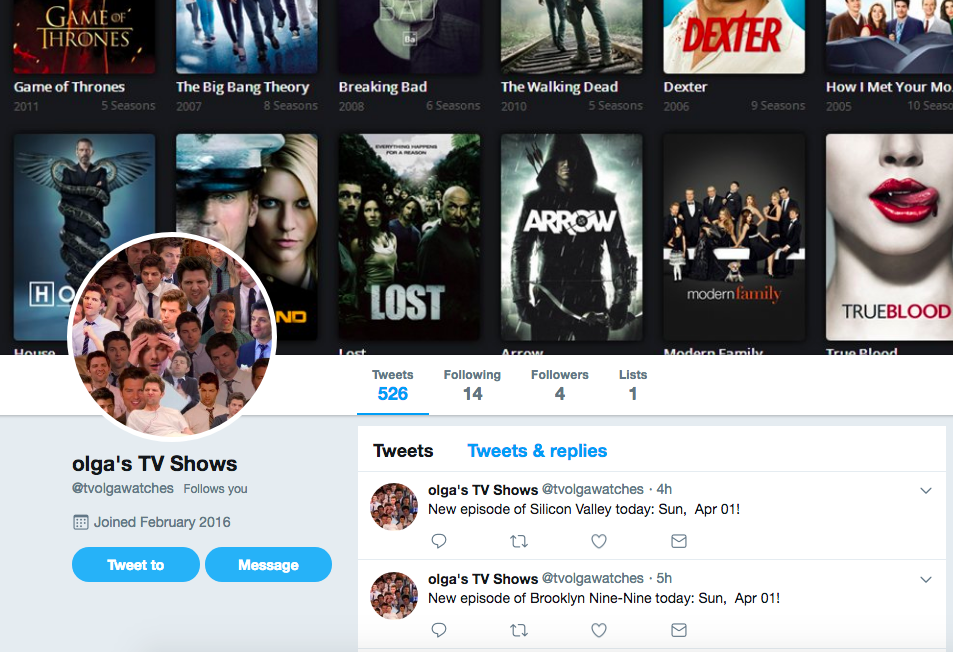 GAME OF
THRONES
BAD
Ba
DEXTER
Game of Thrones
The Big Bang Theory
Breaking Bad
The Walking Dead
Dexter
How I Met Your Mo
2011
5 Seasons
2007
8 Seasons
2008
6 Seasons
2010
5 Seasons
2006
9 Seasons
2005
10 Seaso
EVERYTHING HAPPENS
FOR A REASON
ARROW
H
LOST
modern family
TRUEBLOOD
House
Lost
Arrow
Modern Family
True Blood
Tweets
Following
Followers
Lists
526
14
4
1
olga's TV Shows
@tvolgawatches Follows you
Joined February 2016
Tweet to
Message
Tweets
Tweets & replies
olga's TV Shows @tvolgawatches · 4h
New episode of Silicon Valley today: Sun, Apr 01!
olga's TV Shows @tvolgawatches · 5h
New episode of Brooklyn Nine-Nine today: Sun, Apr 01!